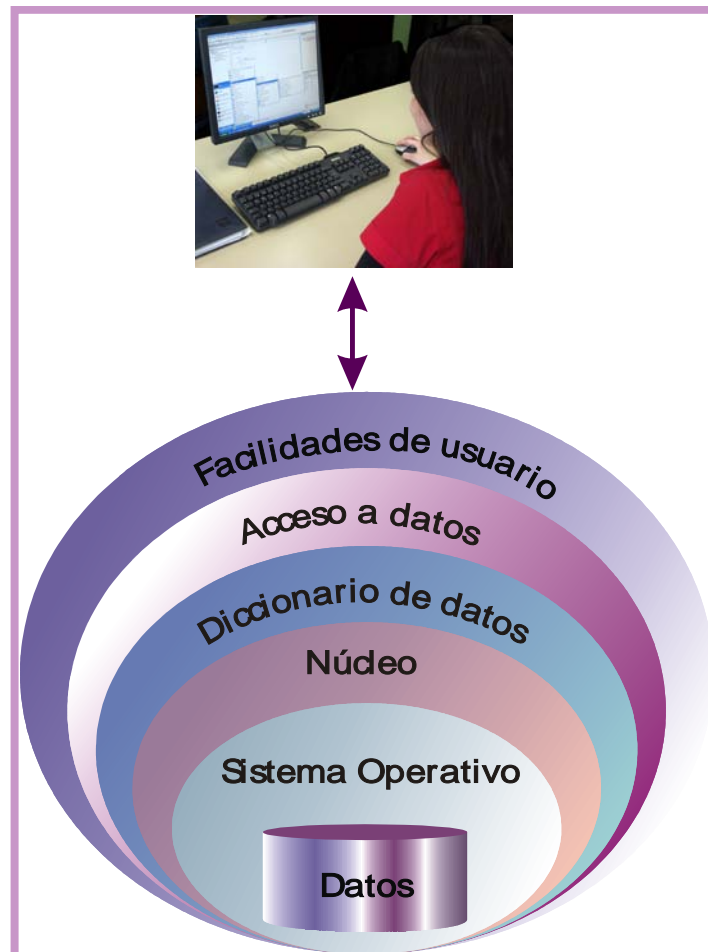 Facilidades de usuario
Acceso a datos
Diccionario de datos
Núcleo
Sistema Operativo
Datos